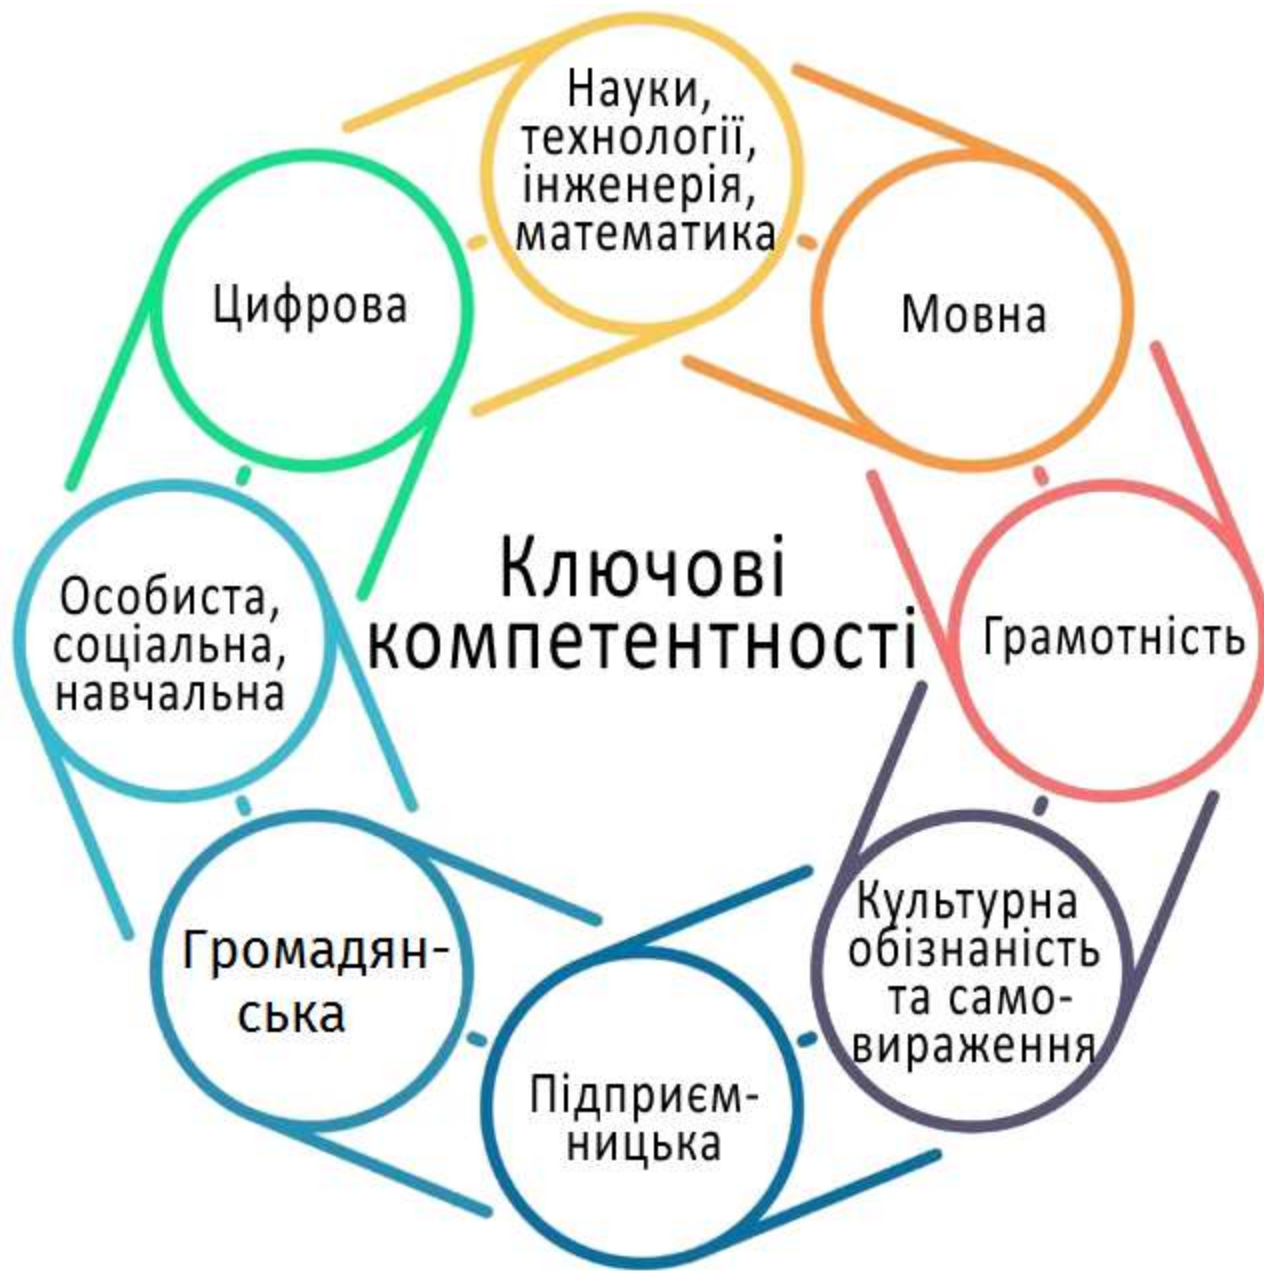 Ключові
компетентності
Науки,
технології,
інженерія,
математика
Мовна
Грамотність
Культурна
обізнаність
та само-
вираження
Підприєм-
ницька
Громадян-
ська
Особиста,
соціальна,
навчальна
Цифрова